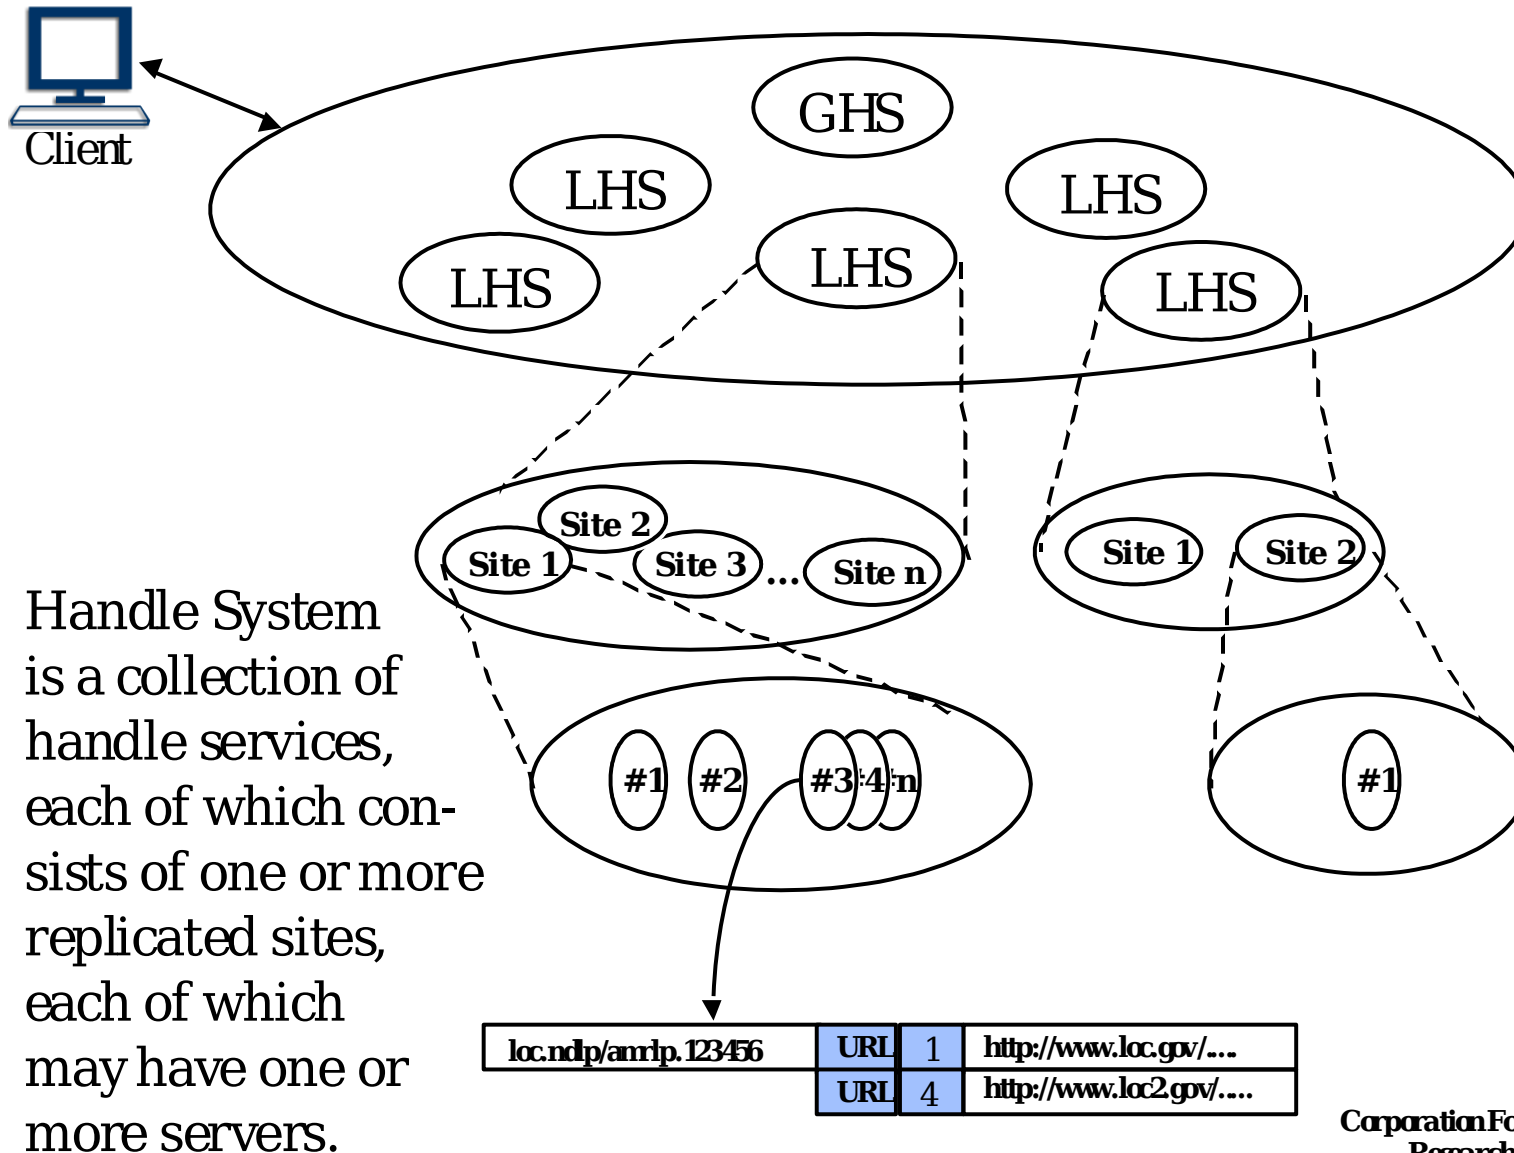 Client
GHS
LHS
LHS
LHS
LHS
LHS
Site 2
Site 1
Site 3
...
Site n
Site 1
Site 2
Handle System
is a collection of
handle services,
each of which con-
sists of one or more
replicated sites,
each of which
may have one or
more servers.
#1
#2
#3
#4
#n
#1
loc.ndlp/amrlp.123456 URL 1 http://www.loc.gov/.....
URL 4 http://www.loc2.gov/.....
Corporation
Research